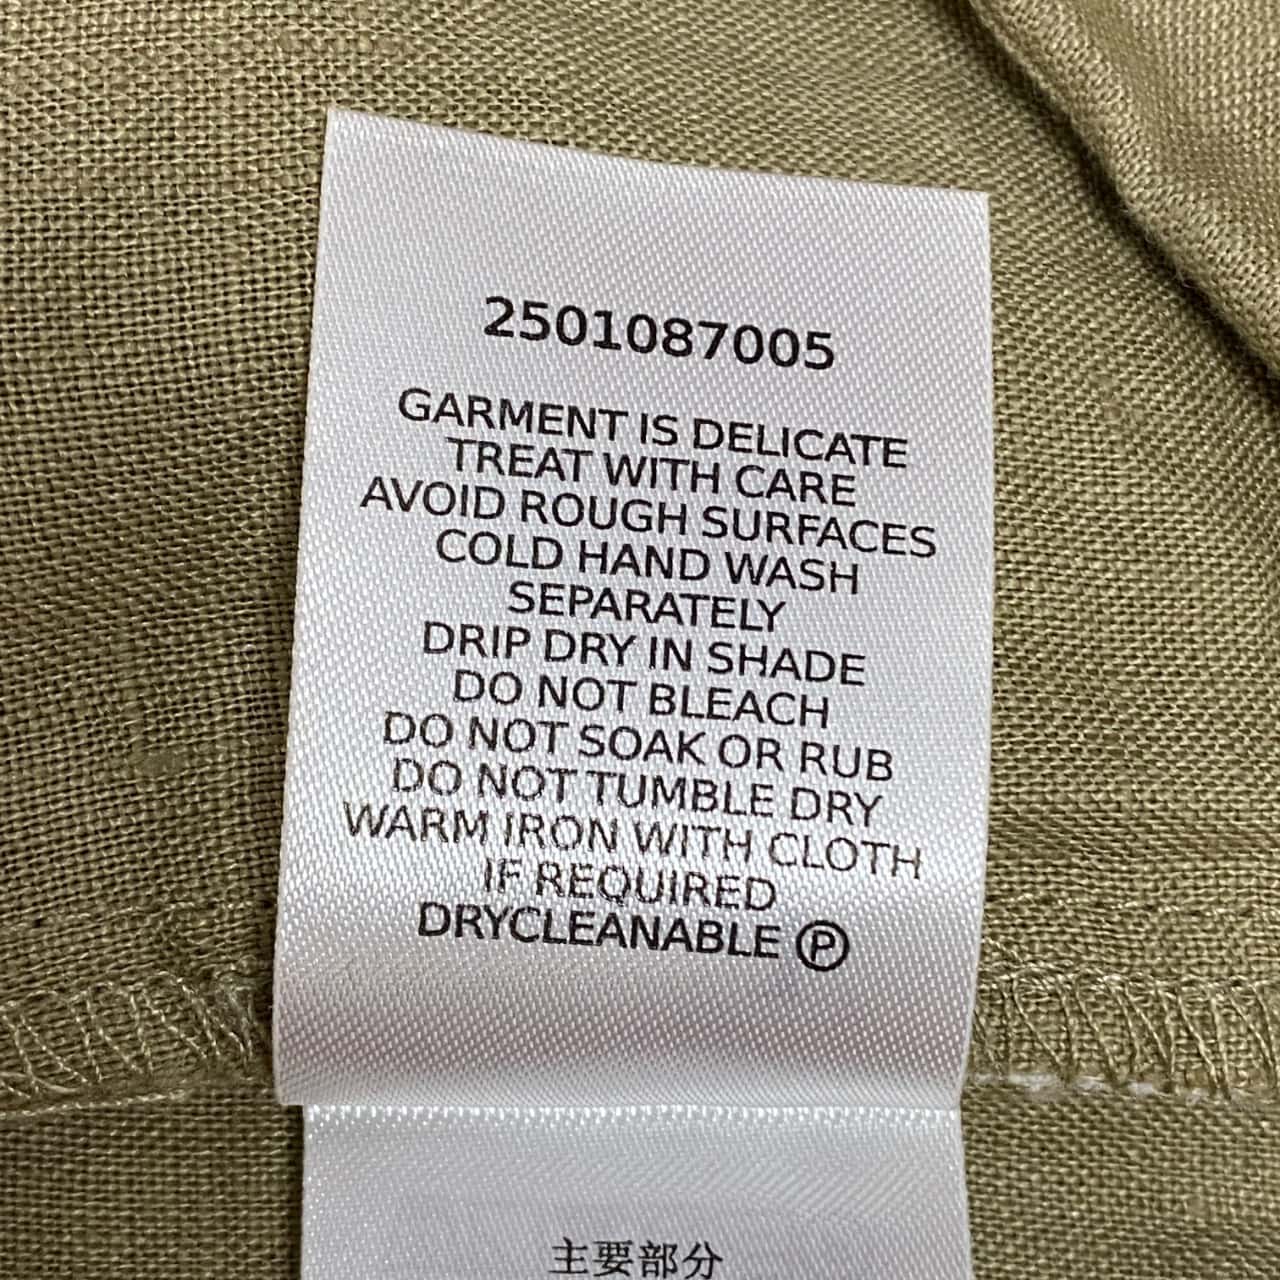 2501087005
GARMENT IS DELICATE
TREAT WITH CARE
AVOID ROUGH SURFACES
COLD HAND WASH
SEPARATELY
DRIP DRY IN SHADE
DO NOT BLEACH
DO NOT SOAK OR RUB
DO NOT TUMBLE DRY
WARM IRON WITH CLOTH
IF REQUIRED
DRYCLEANABLE Ⓟ
主要部分